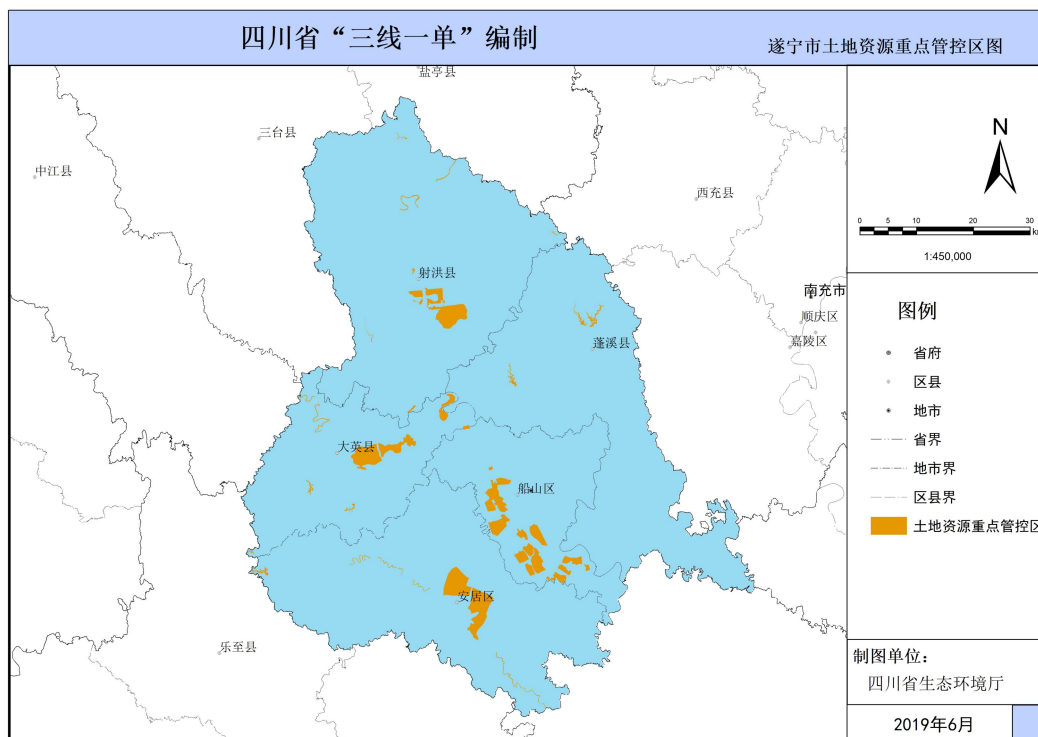 四川省“三线一单”编制
遂宁市土地资源重点管控区图
盐亭县
三台县
中江县
西充县
射洪县
南充市
顺庆区
嘉陵区
蓬溪县
大英县
船山区
安居区
乐至县
N
0 5 10 20 30
km
1:450,000
图例
省府
区县
地市
省界
地市界
区县界
土地资源重点管控区
制图单位：
四川省生态环境厅
2019年6月